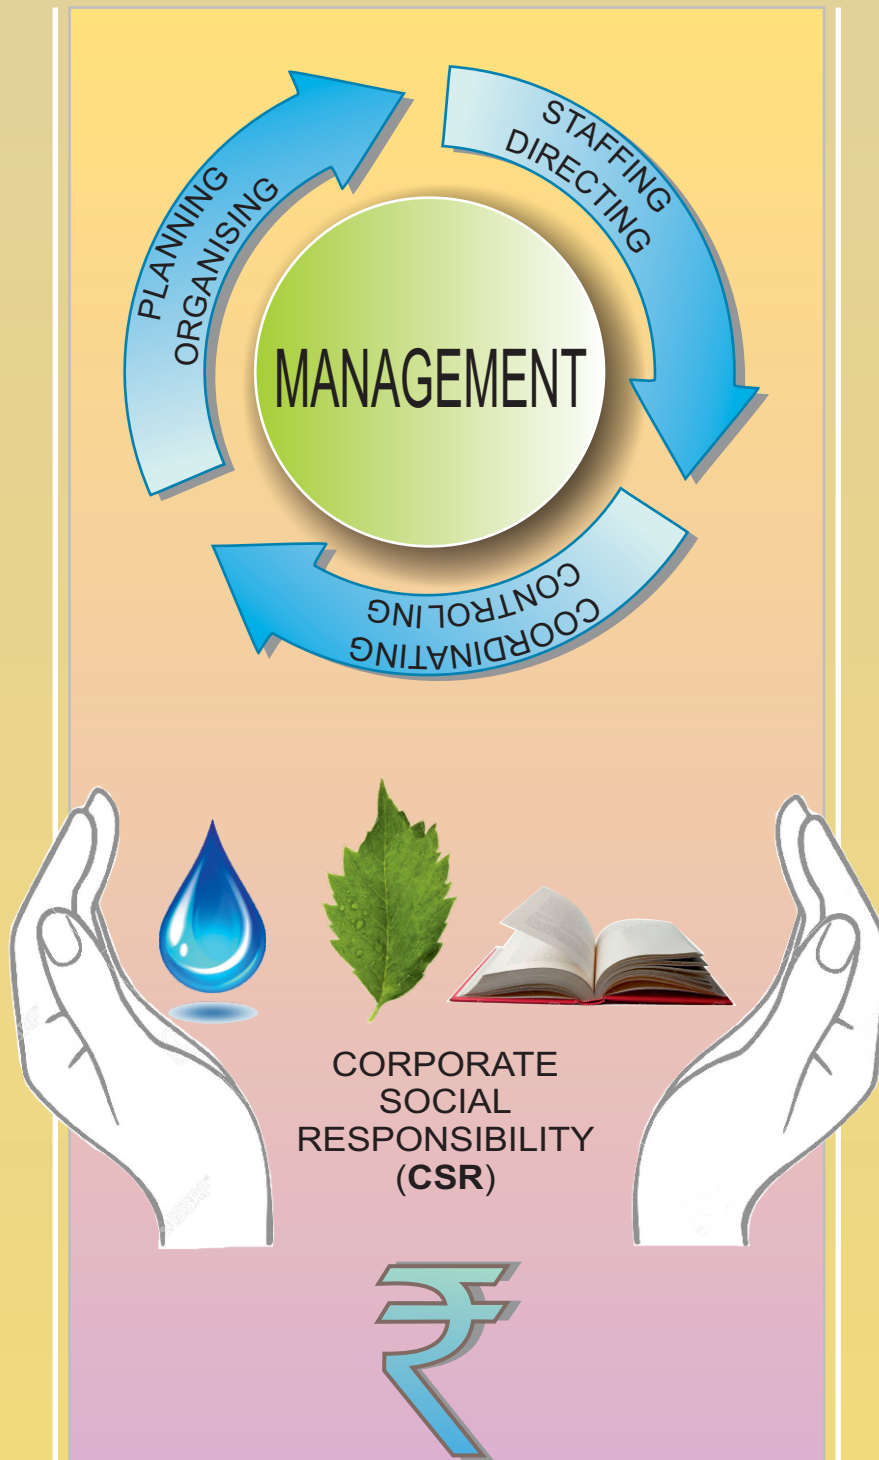 PLANNING
ORGANISING
STAFFING
DIRECTING
MANAGEMENT
CONTROLING
COORDINATING
CORPORATE
SOCIAL
RESPONSIBILITY
(CSR)
₹